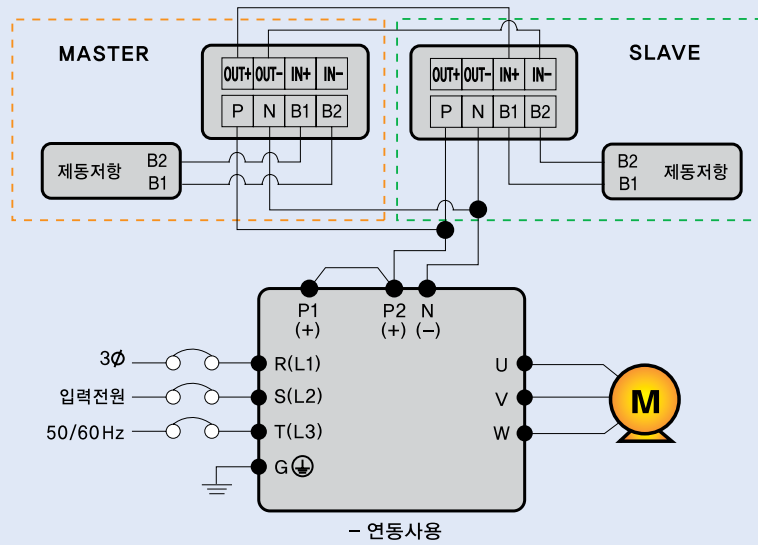 MASTER
SLAVE
OUT+ OUT- IN+ IN-
P N B1 B2
OUT+ OUT- IN+ IN-
P N B1 B2
제동저항
B2
B1
B2
B1
제동저항
P1
(+)
P2
(+)
N
(-)
3Ø
R(L1)
입력전원
S(L2)
50/60Hz
T(L3)
G
U
V
W
M
- 연동사용